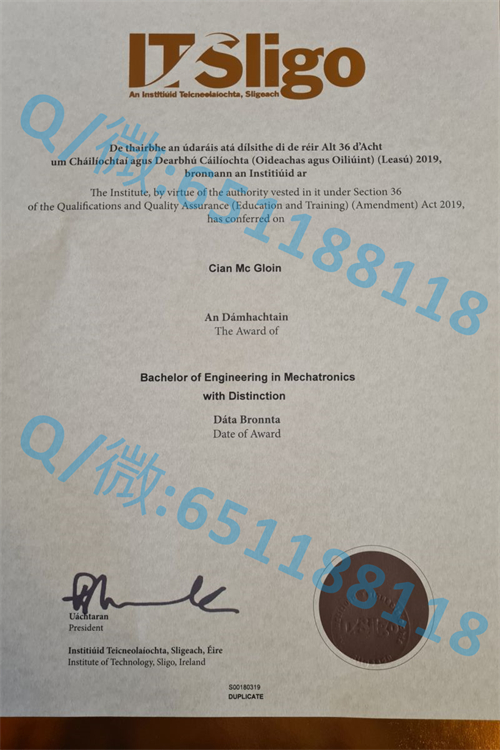 ITSligo
An Institiúid Teicneolaíochta, Sligeach
De thairbhe an údaráis atá dílsithe di de réir Alt 36 d'Acht
um Cháilíochtaí agus Dearbhú Cáilíochta (Oideachas agus Oiliúint) (Leasú) 2019,
bronnann an Institiúid ar
The Institute, by virtue of the authority vested in it under Section 36
of the Qualifications and Quality Assurance (Education and Training) (Amendment) Act 2019,
has conferred on
Q/微:651188118
Cian Mc Gloin
An Dámhachtain
The Award of
Bachelor of Engineering in Mechatronics
with Distinction
Dáta Bronnta
Date of Award
Q/微:651188118
Uachtaran
President
Institiúid Teicneolaíochta, Sligeach, Éire
Institute of Technology, Sligo, Ireland
ITSligo
S00180319
DUPLICATE